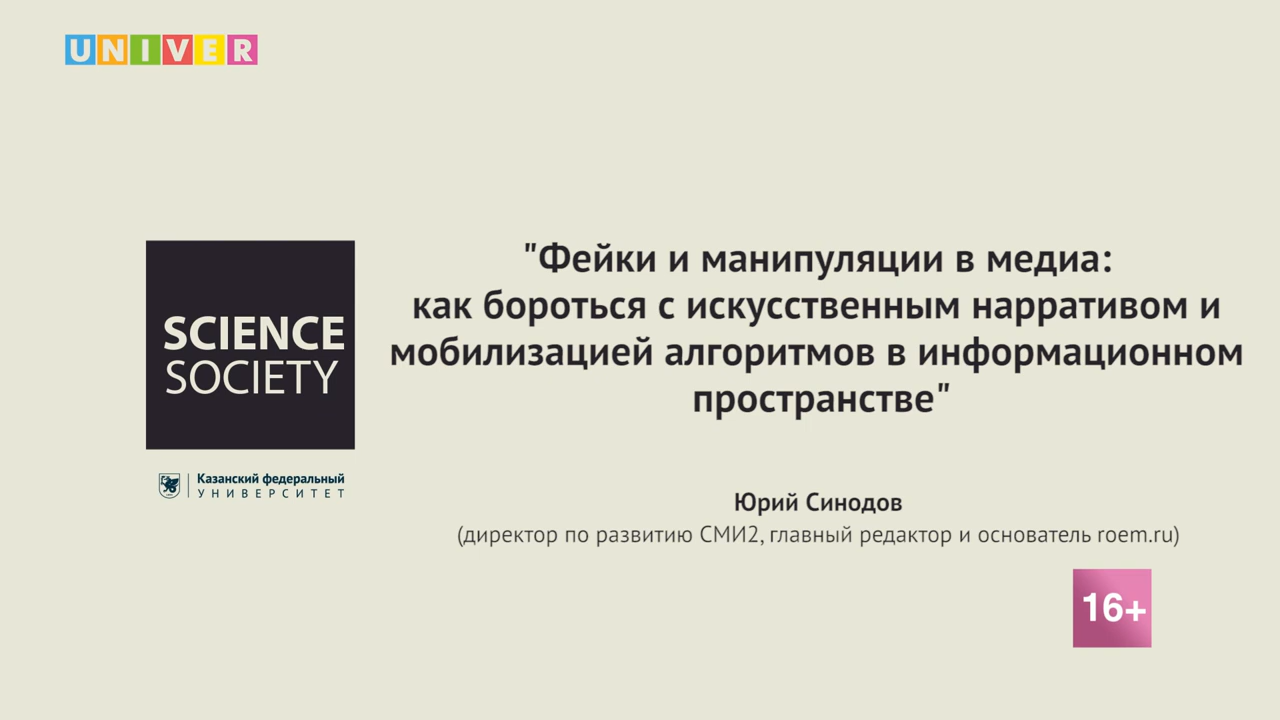 UNIVER
"Фейки и манипуляции в медиа:
как бороться с искусственным нарративом и
мобилизацией алгоритмов в информационном
пространстве"
SCIENCE
SOCIETY
Казанский федеральный
УНИВЕРСИТЕТ
Юрий Синодов
(директор по развитию СМИ2, главный редактор и основатель roem.ru)
16+